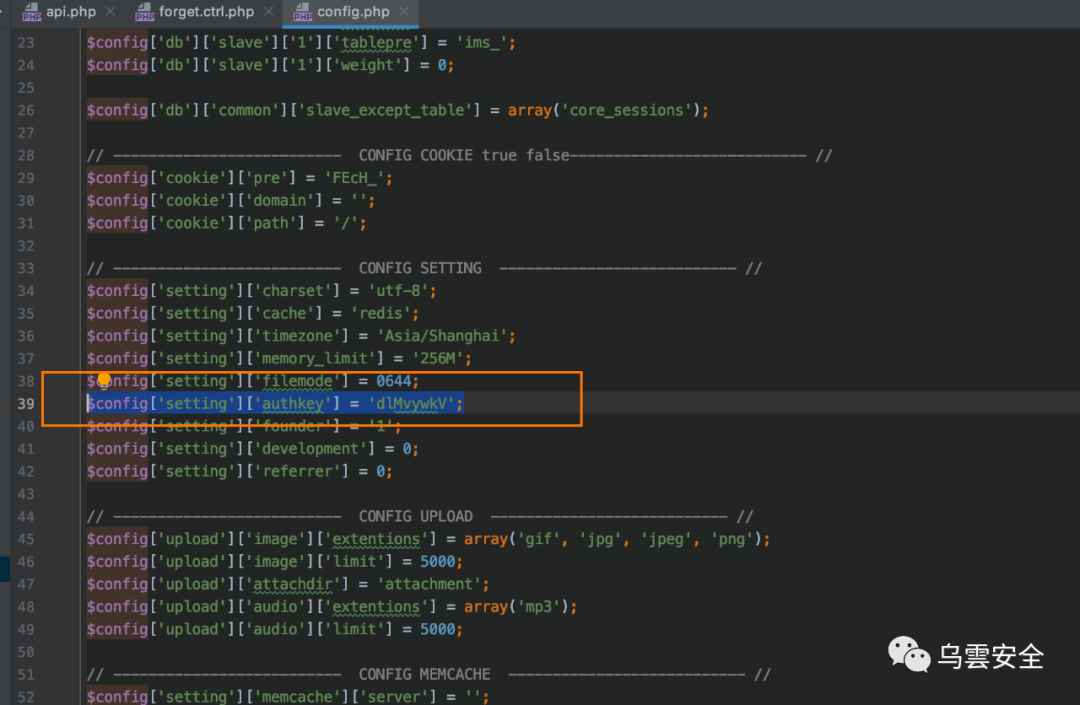 api.php
forget.ctrl.php
config.php
23 $config['db']['slave']['1']['tablepre'] = 'ims_';
24 $config['db']['slave']['1']['weight'] = 0;
25
26 $config['db']['common']['slave_except_table'] = array('core_sessions');
27
28 // -------------------------- CONFIG COOKIE true false--------------------------- //
29 $config['cookie']['pre'] = 'FEcH_';
30 $config['cookie']['domain'] = '';
31 $config['cookie']['path'] = '/';
32
33 // -------------------------- CONFIG SETTING --------------------------- //
34 $config['setting']['charset'] = 'utf-8';
35 $config['setting']['cache'] = 'redis';
36 $config['setting']['timezone'] = 'Asia/Shanghai';
37 $config['setting']['memory_limit'] = '256M';
38 $config['setting']['filemode'] = 0644;
39 $config['setting']['authkey'] = 'dlMvywkV';
40 $config['setting']['founder'] = '1';
41 $config['setting']['development'] = 0;
42 $config['setting']['referrer'] = 0;
43
44 // -------------------------- CONFIG UPLOAD --------------------------- //
45 $config['upload']['image']['extentions'] = array('gif', 'jpg', 'jpeg', 'png');
46 $config['upload']['image']['limit'] = 5000;
47 $config['upload']['attachdir'] = 'attachment';
48 $config['upload']['audio']['extentions'] = array('mp3');
49 $config['upload']['audio']['limit'] = 5000;
50
51 // -------------------------- CONFIG MEMCACHE --------------------------- //
52 $config['setting']['memcache']['server'] = '';
乌雲安全